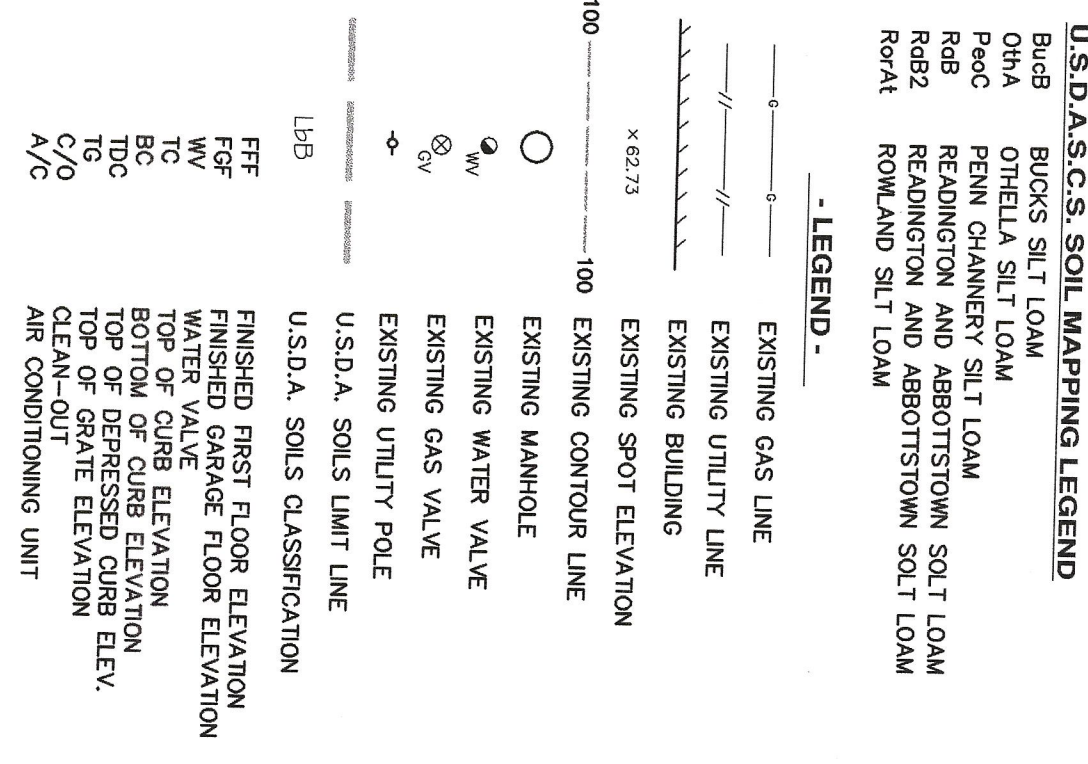 U.S.D.A.S.C.S. SOIL MAPPING LEGEND
BucB BUCKS SILT LOAM
OthA OTHELLA SILT LOAM
PeoC PENN CHANNERY SILT LOAM
RaB READINGTON AND ABBOTTSTOWN SOLT LOAM
RaB2 READINGTON AND ABBOTTSTOWN SOLT LOAM
RorAt ROWLAND SILT LOAM
- LEGEND -
G G EXISTING GAS LINE
// // EXISTING UTILITY LINE
EXISTING BUILDING
x 62.73 EXISTING SPOT ELEVATION
100 100 EXISTING CONTOUR LINE
EXISTING MANHOLE
WV EXISTING WATER VALVE
GV EXISTING GAS VALVE
EXISTING UTILITY POLE
U.S.D.A. SOILS LIMIT LINE
LbB U.S.D.A. SOILS CLASSIFICATION
FFF FINISHED FIRST FLOOR ELEVATION
FGF FINISHED GARAGE FLOOR ELEVATION
WV WATER VALVE
TC TOP OF CURB ELEVATION
BC BOTTOM OF CURB ELEVATION
TDC TOP OF DEPRESSED CURB ELEV.
TG TOP OF GRATE ELEVATION
C/O CLEAN-OUT
A/C AIR CONDITIONING UNIT